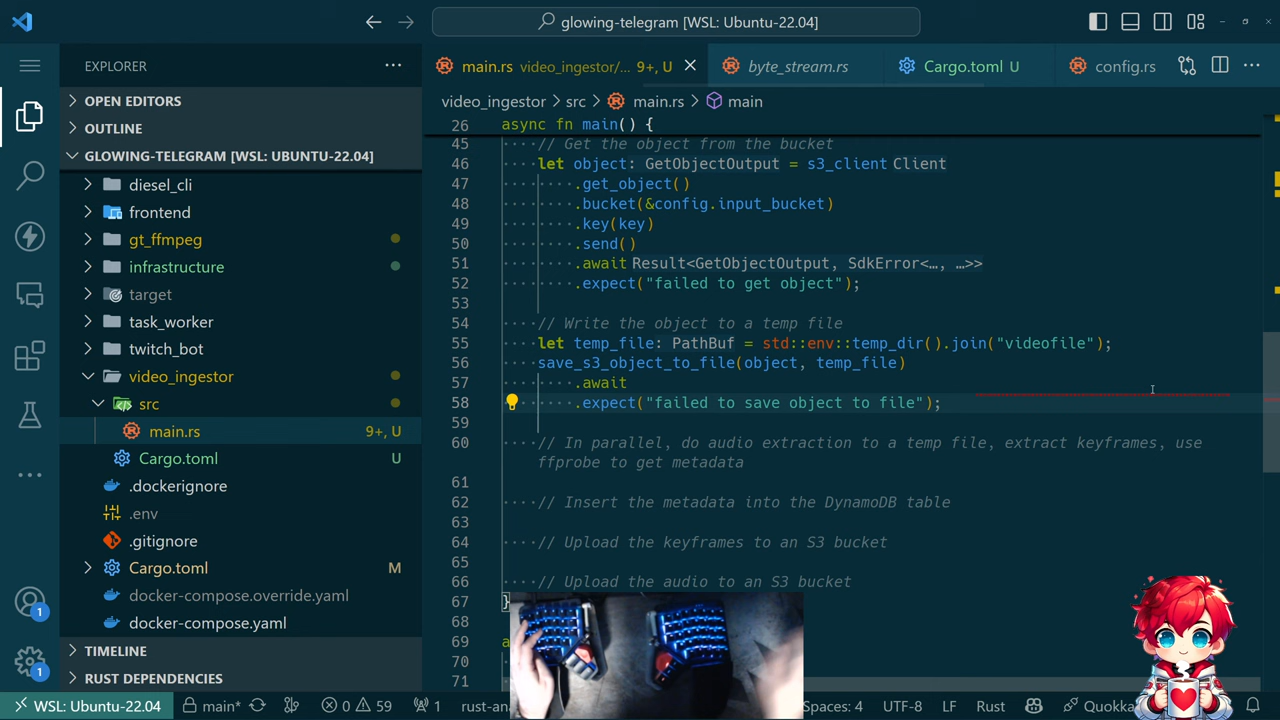 glowing-telegram [WSL: Ubuntu-22.04]
EXPLORER
main.rs video_ingestor/... 9+, U
byte_stream.rs
Cargo.toml U
config.rs
OPEN EDITORS
OUTLINE
GLOWING-TELEGRAM [WSL: UBUNTU-22.04]
diesel_cli
frontend
gt_ffmpeg
infrastructure
target
task_worker
twitch_bot
video_ingestor
src
main.rs 9+, U
Cargo.toml U
.dockerignore
.env
.gitignore
Cargo.toml M
docker-compose.override.yaml
docker-compose.yaml
TIMELINE
RUST DEPENDENCIES
video_ingestor > src > main.rs > main
26 async fn main() {
45 // Get the object from the bucket
46 let object: GetObjectOutput = s3_client Client
47 .get_object()
48 .bucket(&config.input_bucket)
49 .key(key)
50 .send()
51 .await Result<GetObjectOutput, SdkError<…, …>>
52 .expect("failed to get object");
53
54 // Write the object to a temp file
55 let temp_file: PathBuf = std::env::temp_dir().join("videofile");
56 save_s3_object_to_file(object, temp_file)
57 .await
58 .expect("failed to save object to file");
59
60 // In parallel, do audio extraction to a temp file, extract keyframes, use
ffprobe to get metadata
61
62 // Insert the metadata into the DynamoDB table
63
64 // Upload the keyframes to an S3 bucket
65
66 // Upload the audio to an S3 bucket
67 }
68
69 a
70
71
1
1
WSL: Ubuntu-22.04
main*
0
59
1
Spaces: 4
UTF-8
LF
Rust